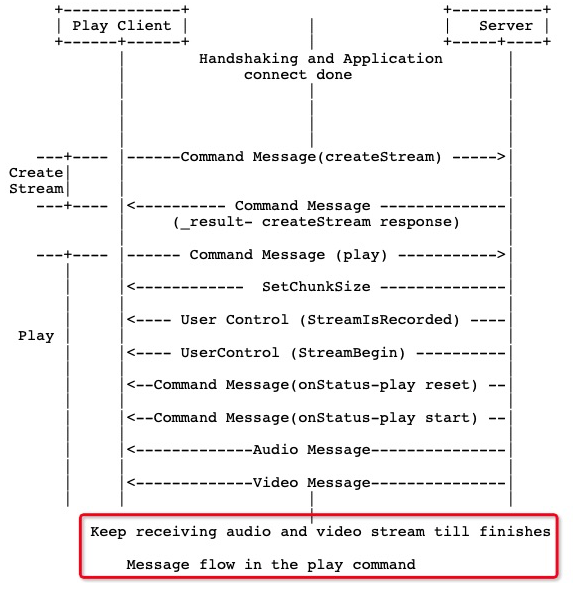 Play Client Server
Handshaking and Application
connect done
Command Message(createStream)
Create
Stream
Command Message
(_result- createStream response)
Command Message (play)
SetChunkSize
User Control (StreamIsRecorded)
Play
UserControl (StreamBegin)
Command Message(onStatus-play reset)
Command Message(onStatus-play start)
Audio Message
Video Message
Keep receiving audio and video stream till finishes
Message flow in the play command